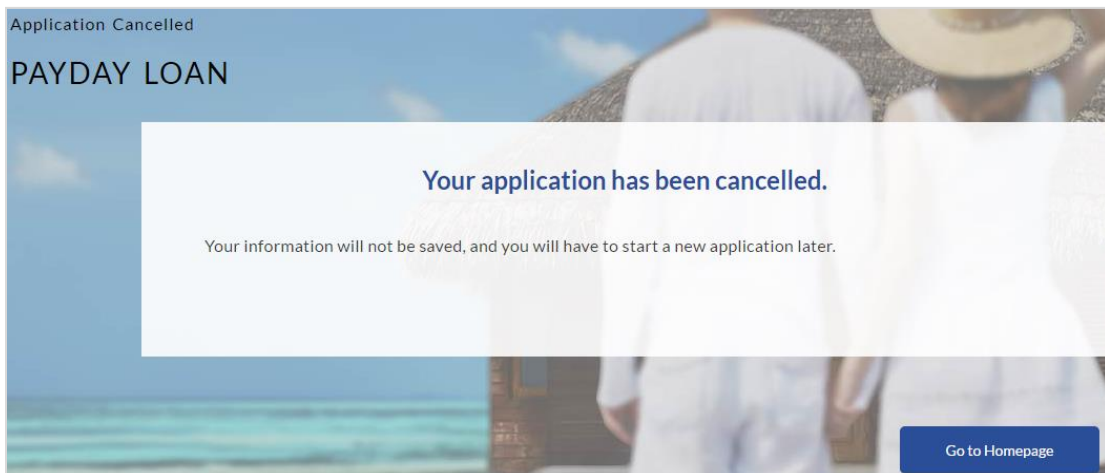 Application Cancelled
PAYDAY LOAN
Your application has been cancelled.
Your information will not be saved, and you will have to start a new application later.
Go to Homepage